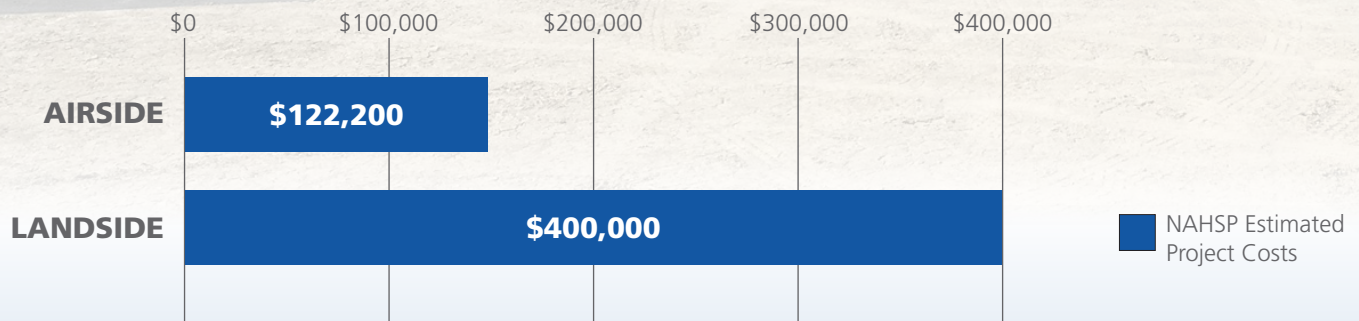 $0 $100,000 $200,000 $300,000 $400,000
AIRSIDE $122,200
LANDSIDE $400,000
NAHSP Estimated
Project Costs